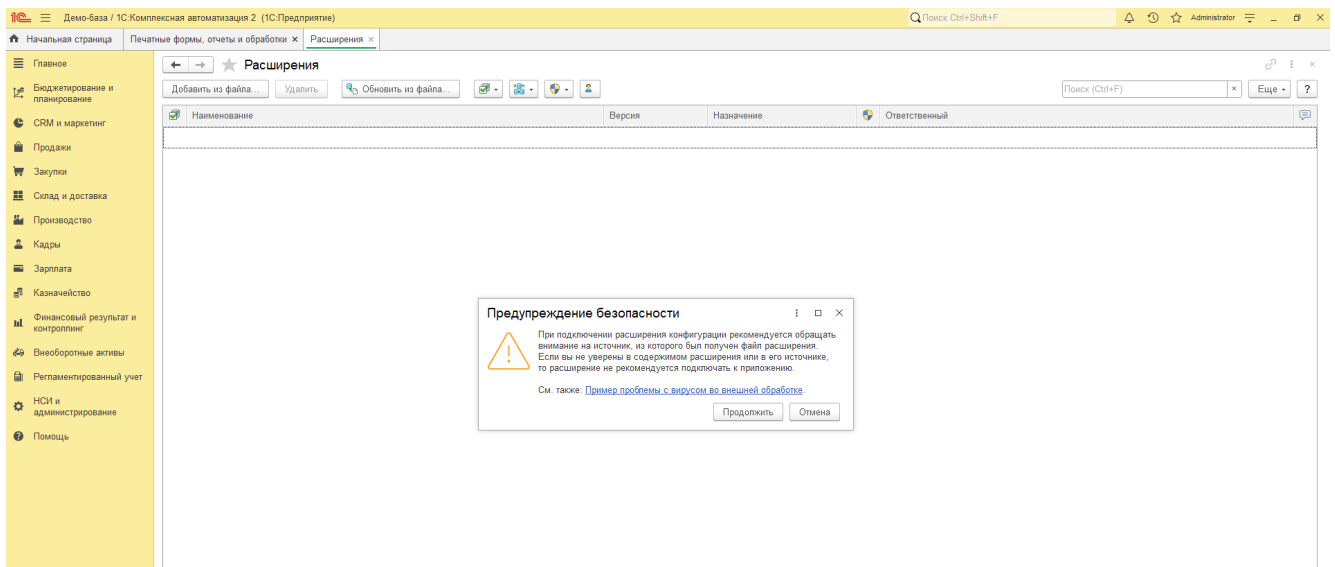 1С Демо-база / 1С:Комплексная автоматизация 2 (1С:Предприятие) Поиск Ctrl+Shift+F Administrator
Начальная страница Печатные формы, отчеты и обработки × Расширения ×
Главное
Бюджетирование и
планирование
CRM и маркетинг
Продажи
Закупки
Склад и доставка
Производство
Кадры
Зарплата
Казначейство
Финансовый результат и
контроллинг
Внеоборотные активы
Регламентированный учет
НСИ и
администрирование
Помощь
Расширения
Добавить из файла... Удалить Обновить из файла... Поиск (Ctrl+F) × Еще ?
Наименование Версия Назначение Ответственный
Предупреждение безопасности
При подключении расширения конфигурации рекомендуется обращать
внимание на источник, из которого был получен файл расширения.
Если вы не уверены в содержимом расширения или в его источнике,
то расширение не рекомендуется подключать к приложению.
См. также: Пример проблемы с вирусом во внешней обработке.
Продолжить Отмена